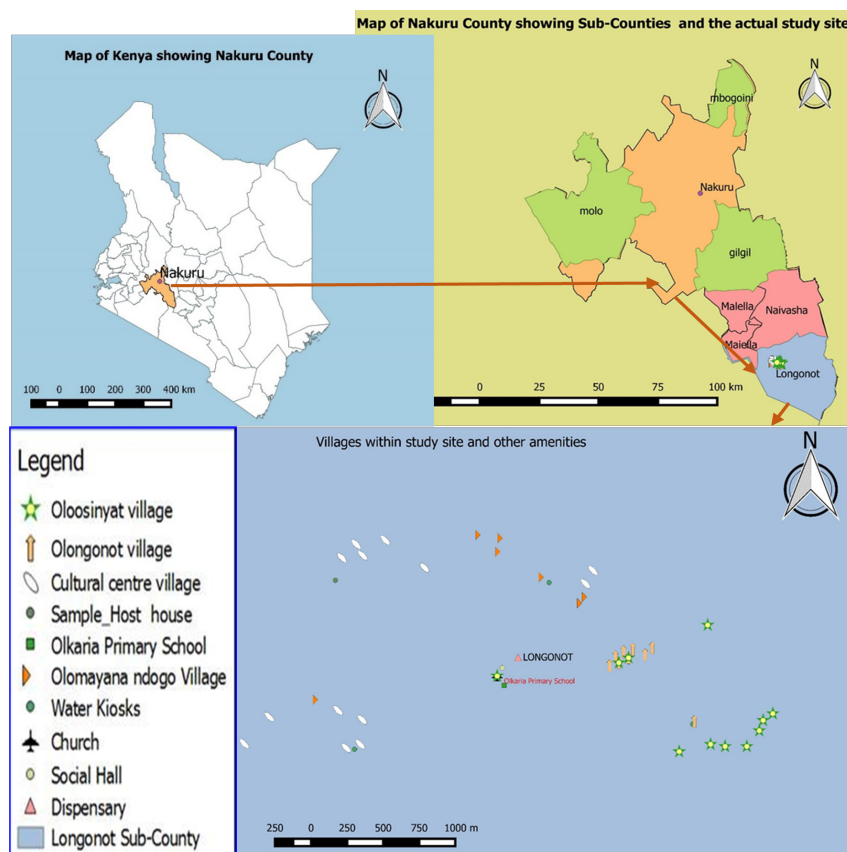 Map of Nakuru County showing Sub-Counties and the actual study site
Map of Kenya showing Nakuru County
N
Nakuru
100 0 100 200 300 400 km
N
mbogoini
Nakuru
molo
gilgil
Malella
Naivasha
Maiella
Longonot
0 25 50 75 100 km
Legend
Oloosinyat village
Olongonot village
Cultural centre village
Sample_Host house
Olkaria Primary School
Olomayana ndogo Village
Water Kiosks
Church
Social Hall
Dispensary
Longonot Sub-County
Villages within study site and other amenities
N
LONGONOT
Olkaria Primary School
250 0 250 500 750 1000 m